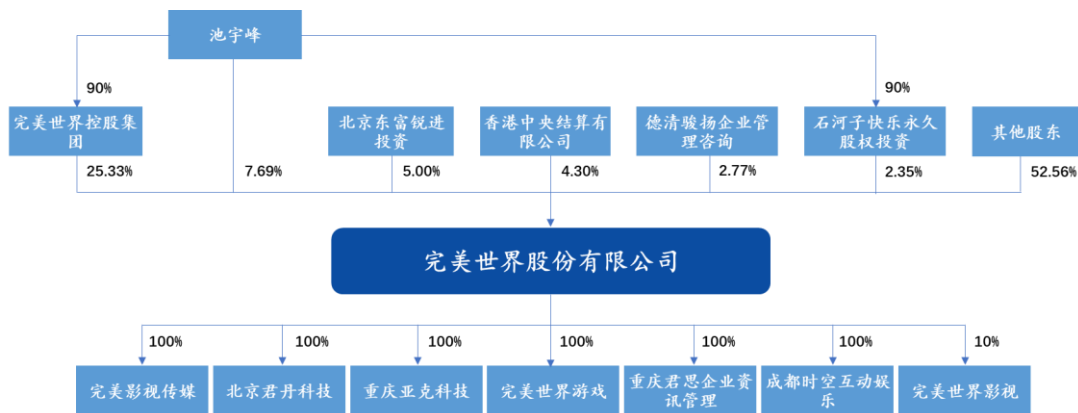 池宇峰
90%
90%
完美世界控股集
团
北京东富锐进
投资
香港中央结算有
限公司
德清骏扬企业管
理咨询
石河子快乐永久
股权投资
其他股东
25.33%
7.69%
5.00%
4.30%
2.77%
2.35%
52.56%
完美世界股份有限公司
100%
100%
100%
100%
100%
100%
10%
完美影视传媒
北京君丹科技
重庆亚克科技
完美世界游戏
重庆君思企业资
讯管理
成都时空互动娱
乐
完美世界影视